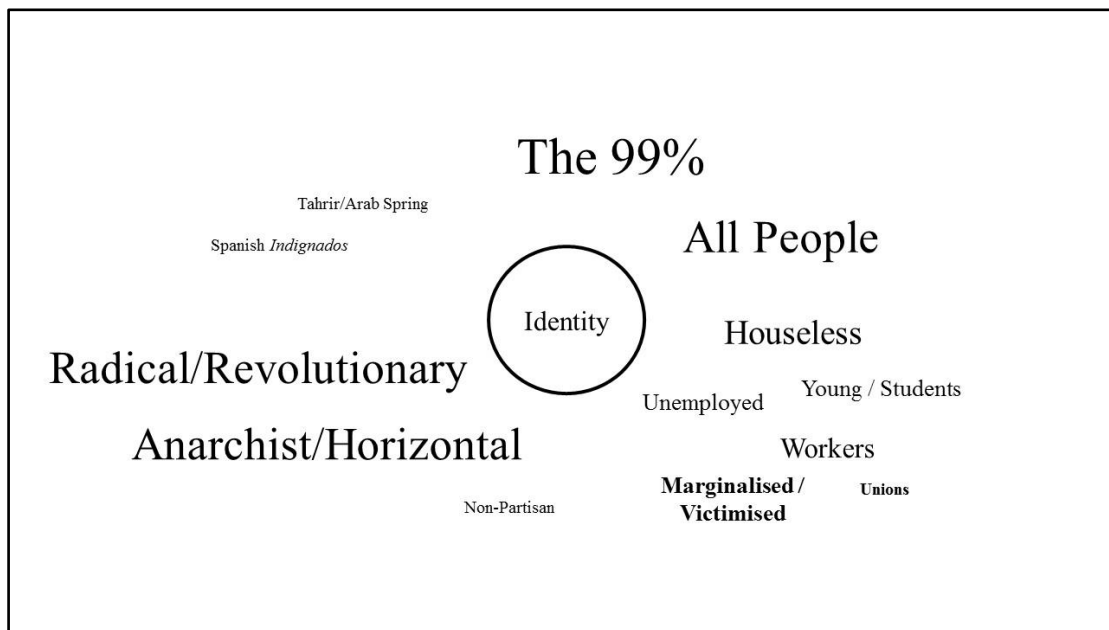 The 99%
Tahrir/Arab Spring
All People
Spanish Indignados
Identity
Houseless
Radical/Revolutionary
Young / Students
Unemployed
Anarchist/Horizontal
Workers
Marginalised /
Victimised
Unions
Non-Partisan